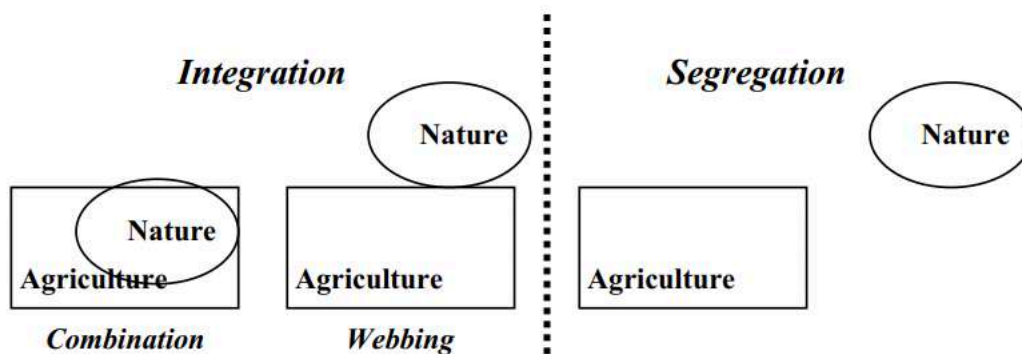 Integration
Segregation
Nature
Nature
Nature
Agriculture
Agriculture
Agriculture
Combination
Webbing